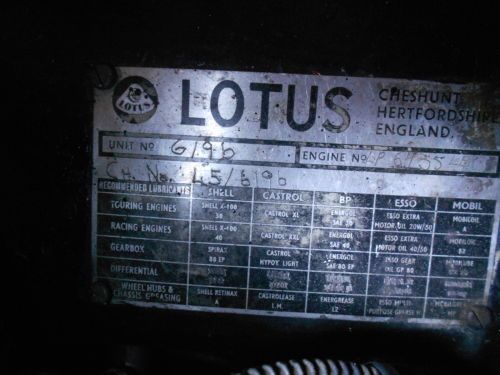 LOTUS
LOTUS
CHESHUNT
HERTFORDSHIRE
ENGLAND.
UNIT Nº 6196 ENGINE Nº
CH. No. 45/6196
RECOMMENDED LUBRICANTS SHELL CASTROL BP ESSO MOBIL
TOURING ENGINES SHELL X-100 30 CASTROL XL ENERGOL SAE 30 ESSO EXTRA MOTOR OIL 20W/30 MOBILOIL A
RACING ENGINES SHELL X-100 40 CASTROL XXL ENERGOL SAE 40 ESSO EXTRA MOTOR OIL 40/50 MOBILOIL
GEARBOX SPIRAX 80 EP CASTROL HYPOY LIGHT ENERGOL SAE 80 EP ESSO GEAR OIL GP 80
DIFFERENTIAL HYPOY
WHEEL HUBS & CHASSIS GREASING SHELL RETINAX A CASTROLEASE L.M. ENERGREASE L2 ESSO PURPOSE GREASE H